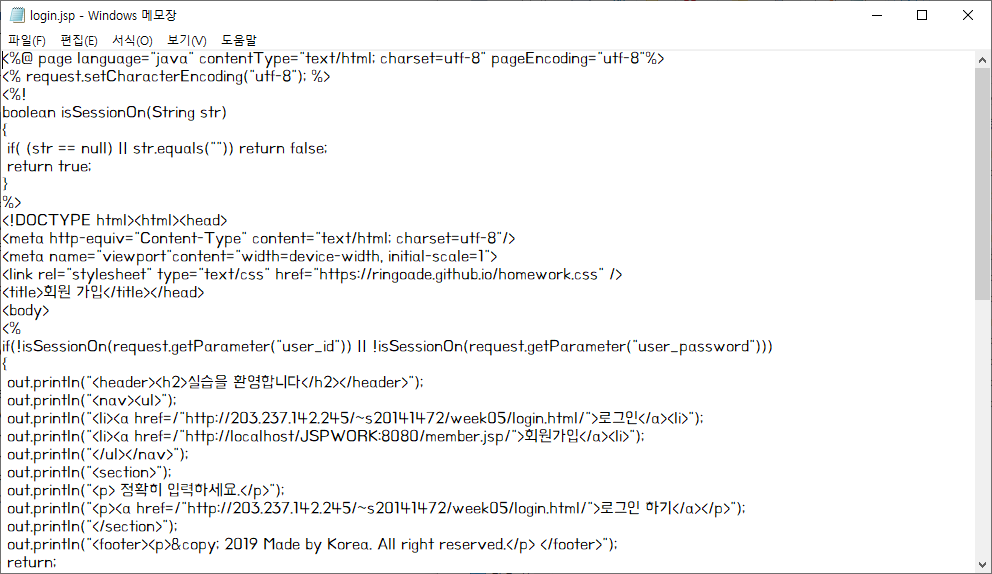 login.jsp - Windows 메모장
파일(F) 편집(E) 서식(O) 보기(V) 도움말
<%@ page language="java" contentType="text/html; charset=utf-8" pageEncoding="utf-8"%>
<% request.setCharacterEncoding("utf-8"); %>
<%!
boolean isSessionOn(String str)
{
 if( (str == null) || str.equals("")) return false;
 return true;
}
%>
<!DOCTYPE html><html><head>
<meta http-equiv="Content-Type" content="text/html; charset=utf-8"/>
<meta name="viewport"content="width=device-width, initial-scale=1">
<link rel="stylesheet" type="text/css" href="https://ringoade.github.io/homework.css" />
<title>회원 가입</title></head>
<body>
<%
if(!isSessionOn(request.getParameter("user_id")) || !isSessionOn(request.getParameter("user_password")))
{
 out.println("<header><h2>실습을 환영합니다</h2></header>");
 out.println("<nav><ul>");
 out.println("<li><a href=/"http://203.237.142.245/~s20141472/week05/login.html/">로그인</a><li>");
 out.println("<li><a href=/"http://localhost/JSPWORK:8080/member.jsp/">회원가입</a><li>");
 out.println("</ul></nav>");
 out.println("<section>");
 out.println("<p> 정확히 입력하세요.</p>");
 out.println("<p><a href=/"http://203.237.142.245/~s20141472/week05/login.html/">로그인 하기</a></p>");
 out.println("</section>");
 out.println("<footer><p>&copy; 2019 Made by Korea. All right reserved.</p> </footer>");
 return;